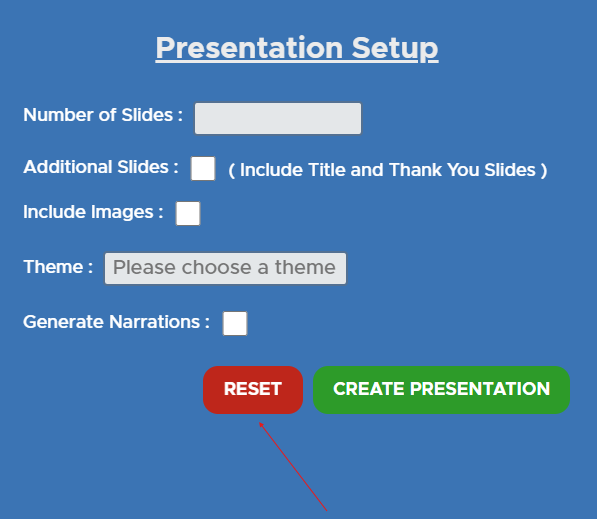 Presentation Setup
Number of Slides :
Additional Slides : ( Include Title and Thank You Slides )
Include Images :
Theme : Please choose a theme
Generate Narrations :
RESET CREATE PRESENTATION